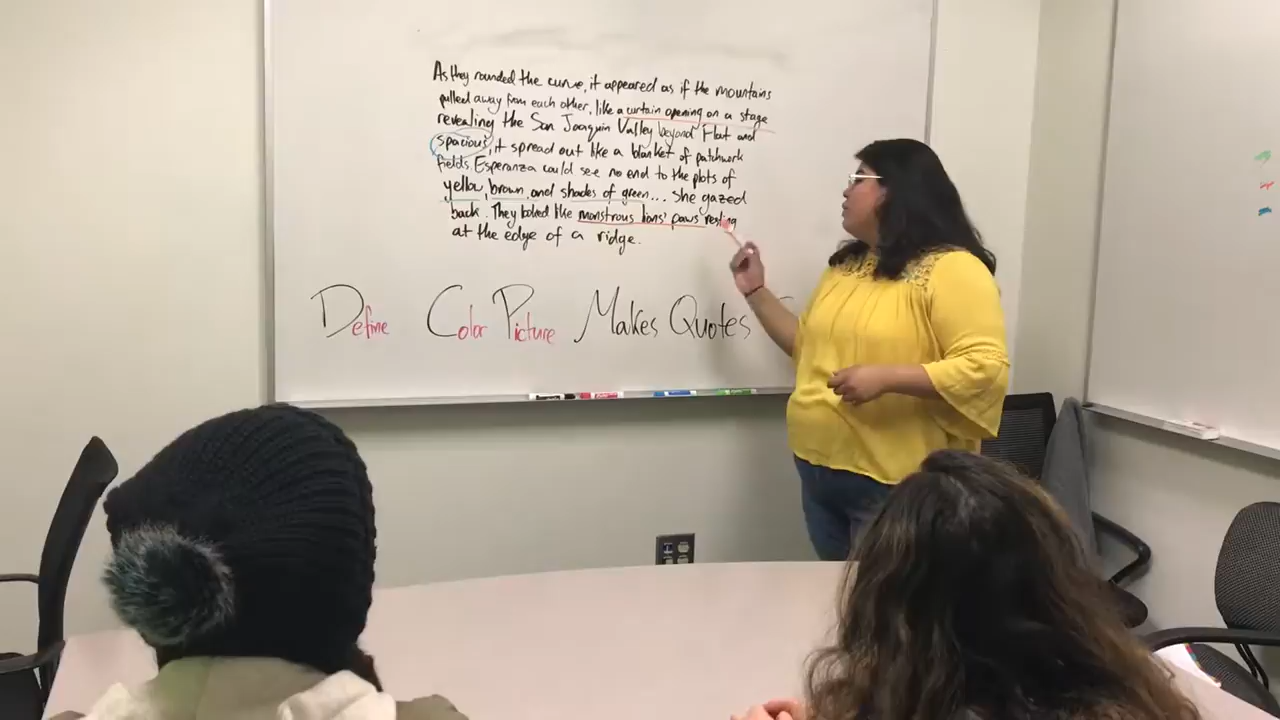 As they rounded the curve, it appeared as if the mountains
pulled away from each other, like a curtain opening on a stage
revealing the San Joaquin Valley beyond Flat and
spacious, it spread out like a blanket of patchwork
fields. Esperanza could see no end to the plots of
yellow, brown, and shades of green... She gazed
back. They looked like monstrous lions' paws resting
at the edge of a ridge.
Define Color Picture Makes Quotes